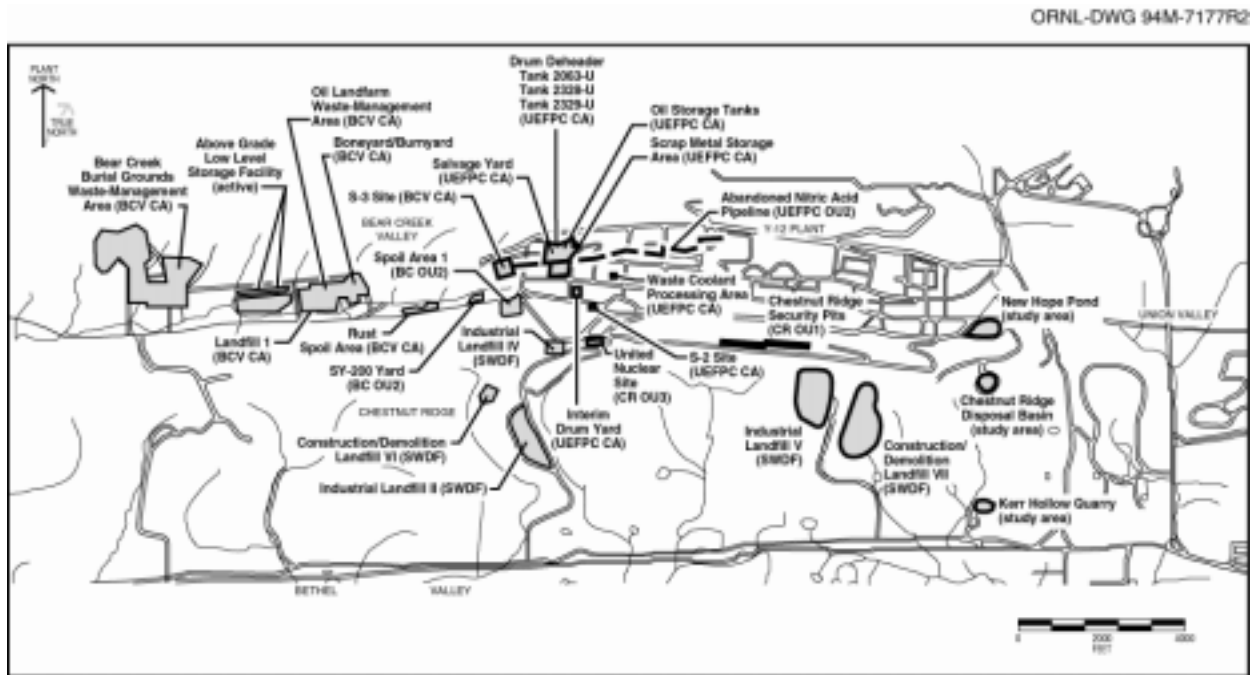 ORNL-DWG 94M-7177R2
PLANT
NORTH
TRUE
NORTH
Bear Creek
Burial Grounds
Waste-Management
Area (BCV CA)
Above Grade
Low Level
Storage Facility
(active)
Oil Landfarm
Waste-Management
Area (BCV CA)
Boneyard/Burnyard
(BCV CA)
S-3 Site (BCV CA)
Salvage Yard
(UEFPC CA)
Drum Deheader
Tank 2063-U
Tank 2328-U
Tank 2329-U
(UEFPC CA)
Oil Storage Tanks
(UEFPC CA)
Scrap Metal Storage
Area (UEFPC CA)
Abandoned Nitric Acid
Pipeline (UEFPC OU2)
Y-12 PLANT
BEAR CREEK
VALLEY
Spoil Area 1
(BC OU2)
Waste Coolant
Processing Area
(UEFPC CA)
Chestnut Ridge
Security Pits
(CR OU1)
New Hope Pond
(study area)
UNION VALLEY
Landfill 1
(BCV CA)
Rust
Spoil Area (BCV CA)
SY-200 Yard
(BC OU2)
Industrial
Landfill IV
(SWDF)
United
Nuclear
Site
(CR OU3)
S-2 Site
(UEFPC CA)
CHESTNUT RIDGE
Interim
Drum Yard
(UEFPC CA)
Chestnut Ridge
Disposal Basin
(study area)
Construction/Demolition
Landfill VI (SWDF)
Industrial Landfill II (SWDF)
Industrial
Landfill V
(SWDF)
Construction/
Demolition
Landfill VII
(SWDF)
Kerr Hollow Quarry
(study area)
BETHEL VALLEY
0 2000 4000
FEET